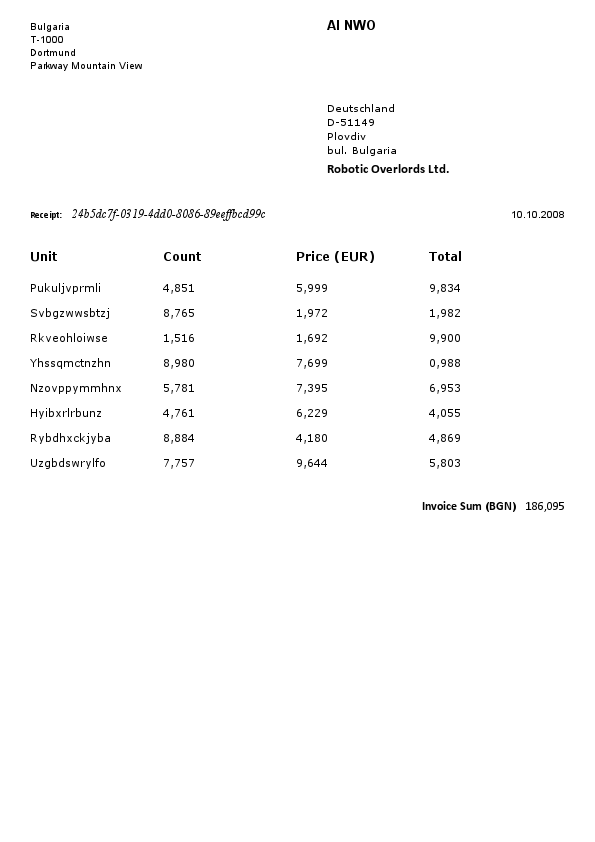 Bulgaria
T-1000
Dortmund
Parkway Mountain View
AI NWO
Deutschland
D-51149
Plovdiv
bul. Bulgaria
Robotic Overlords Ltd.
Receipt: 24b5dc7f-0319-4dd0-8086-89eeffbcd99c 10.10.2008
Unit Count Price (EUR) Total
Pukuljvprmli 4,851 5,999 9,834
Svbgzwwsbtzj 8,765 1,972 1,982
Rkveohloiwse 1,516 1,692 9,900
Yhssqmctnzhn 8,980 7,699 0,988
Nzovppymmhnx 5,781 7,395 6,953
Hyibxrlrbunz 4,761 6,229 4,055
Rybdhxckjyba 8,884 4,180 4,869
Uzgbdswrylfo 7,757 9,644 5,803
Invoice Sum (BGN) 186,095